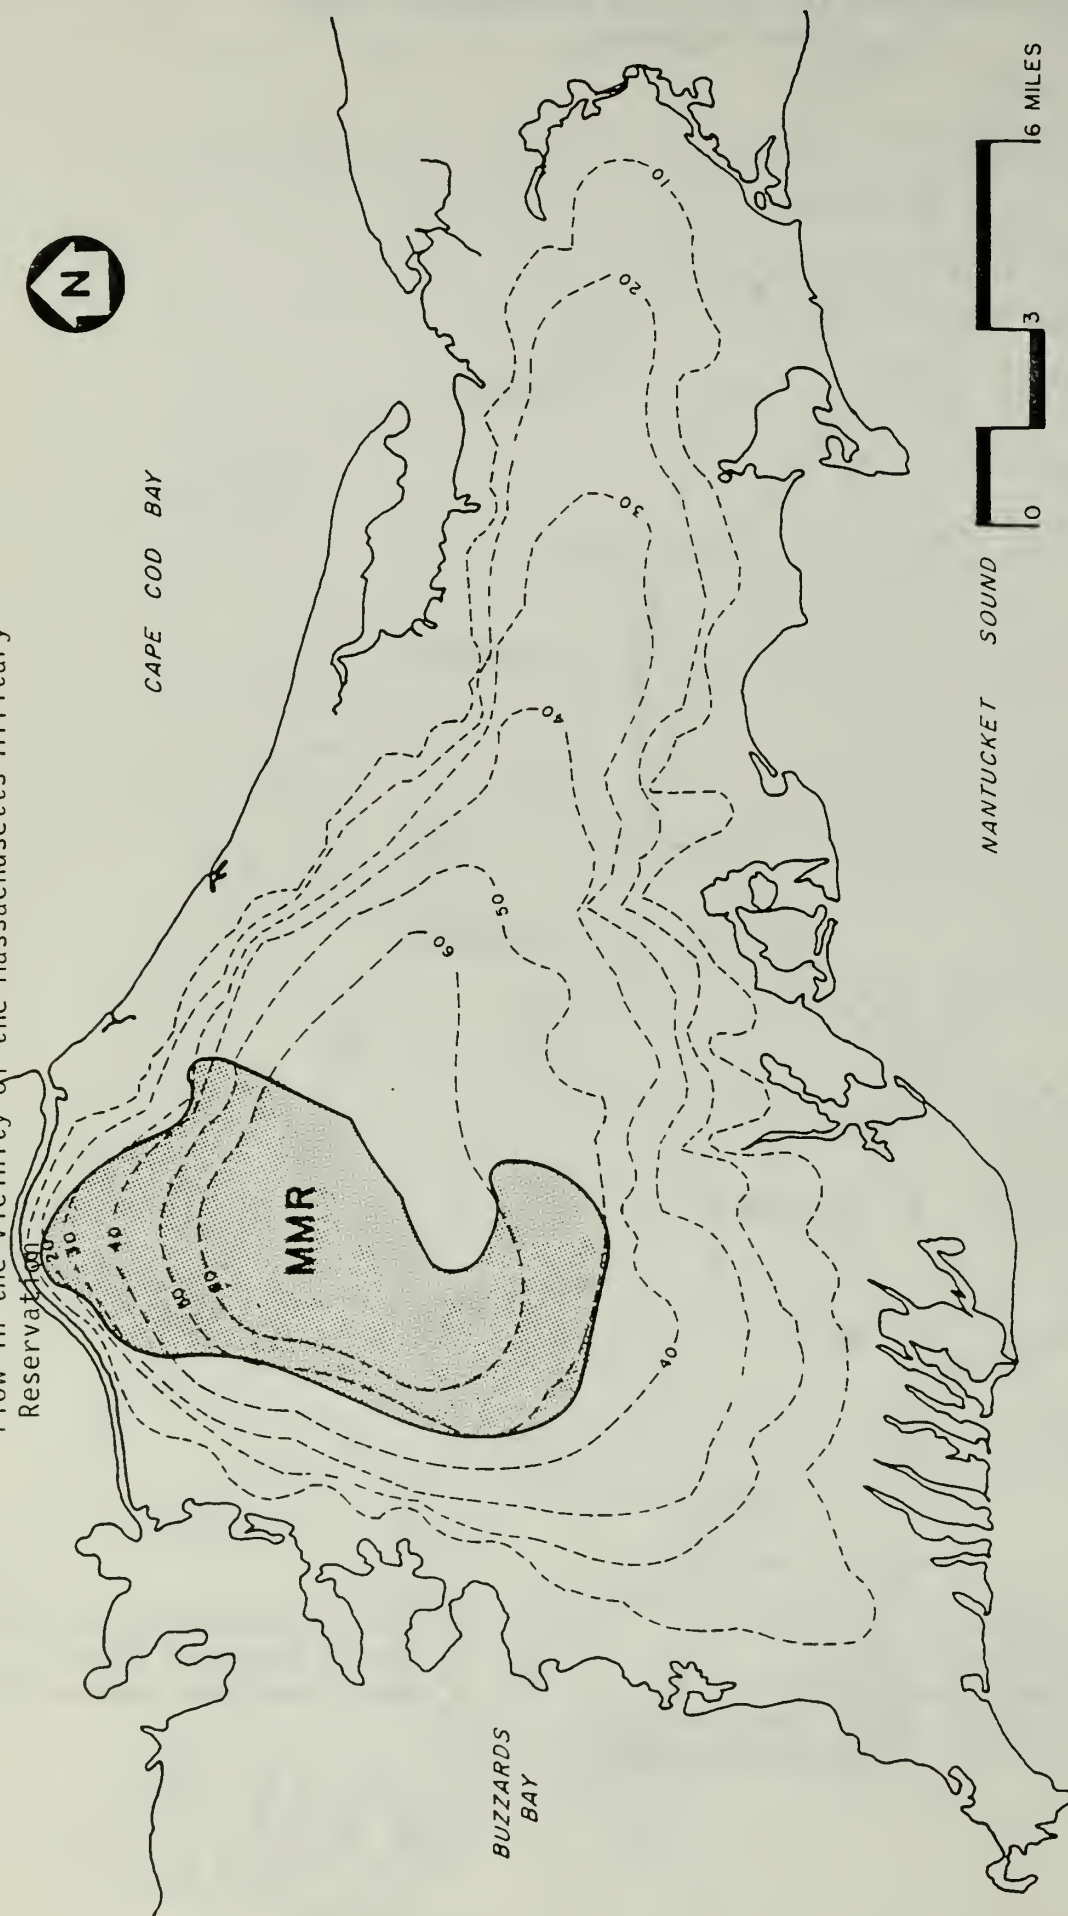 Flow in the Vicinity of the Massachusetts Military
Reservation
N
CAPE COD BAY
20
30
40
50
60
MMR
60
50
40
30
20
10
40
BUZZARDS
BAY
NANTUCKET SOUND
0
3
6 MILES